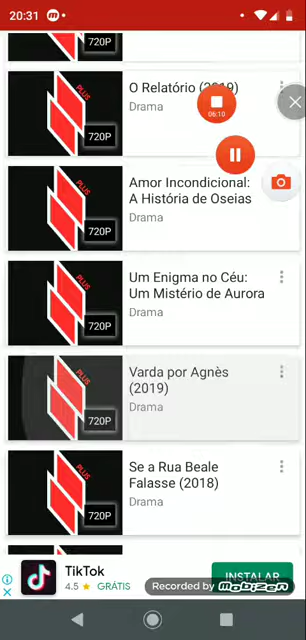 20:31
720P
O Relatório (2019)
Drama
PLUS
720P
06:10
Amor Incondicional:
A História de Oseias
Drama
PLUS
720P
Um Enigma no Céu:
Um Mistério de Aurora
Drama
PLUS
720P
Varda por Agnès
(2019)
Drama
PLUS
720P
Se a Rua Beale
Falasse (2018)
Drama
PLUS
720P
TikTok
4.5 ★ GRÁTIS
INSTALAR
Recorded by mobizen